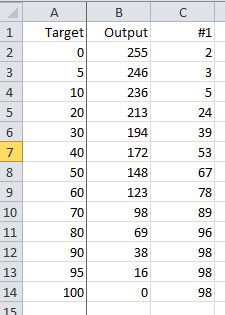 A B C
1 Target Output #1
2 0 255 2
3 5 246 3
4 10 236 5
5 20 213 24
6 30 194 39
7 40 172 53
8 50 148 67
9 60 123 78
10 70 98 89
11 80 69 96
12 90 38 98
13 95 16 98
14 100 0 98
15